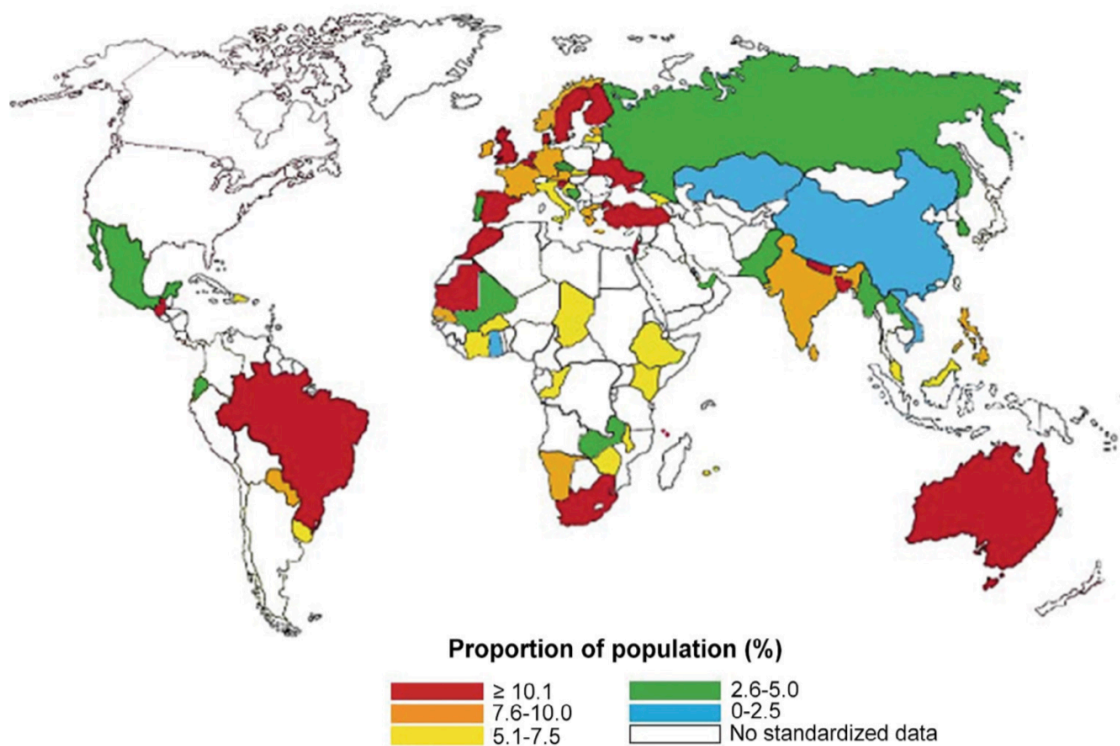 Proportion of population (%)
≥ 10.1
7.6-10.0
5.1-7.5
2.6-5.0
0-2.5
No standardized data